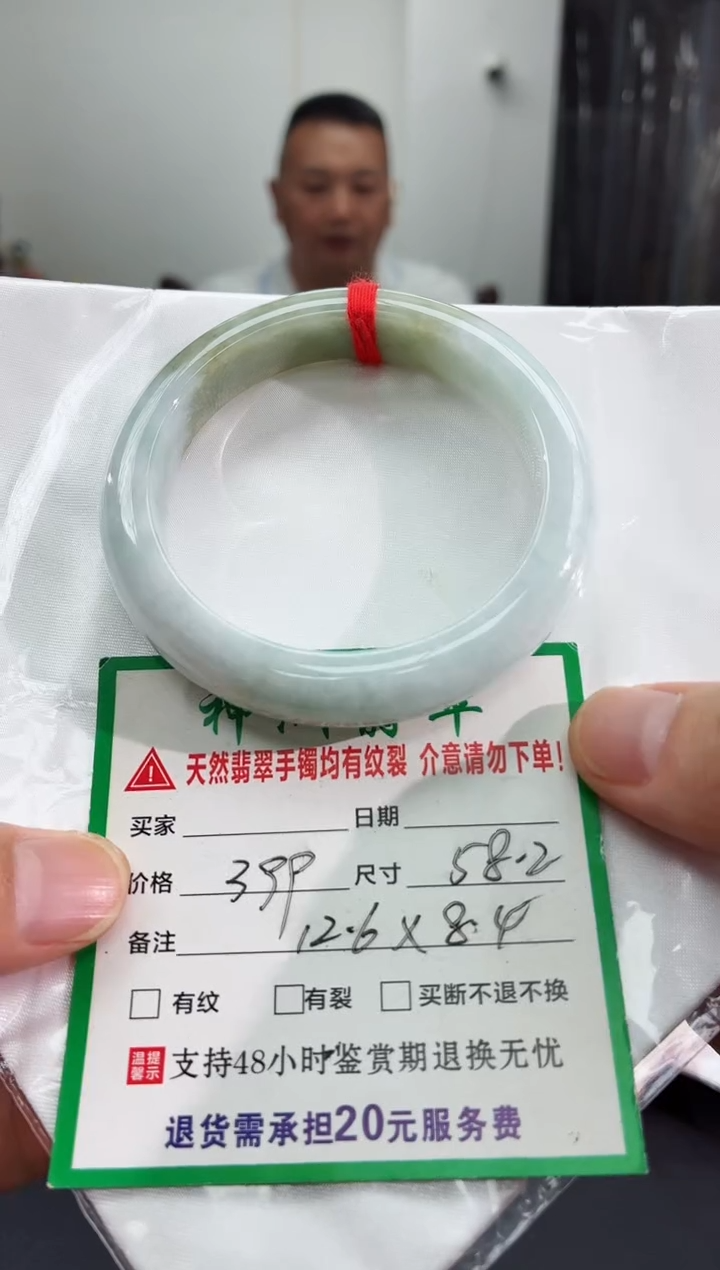 天然翡翠手镯均有纹裂 介意请勿下单！
买家 日期
价格 399 尺寸 58.2
备注 12.6 X 8.4
有纹 有裂 买断不退不换
温馨提示 支持48小时鉴赏期退换无忧
退货需承担20元服务费